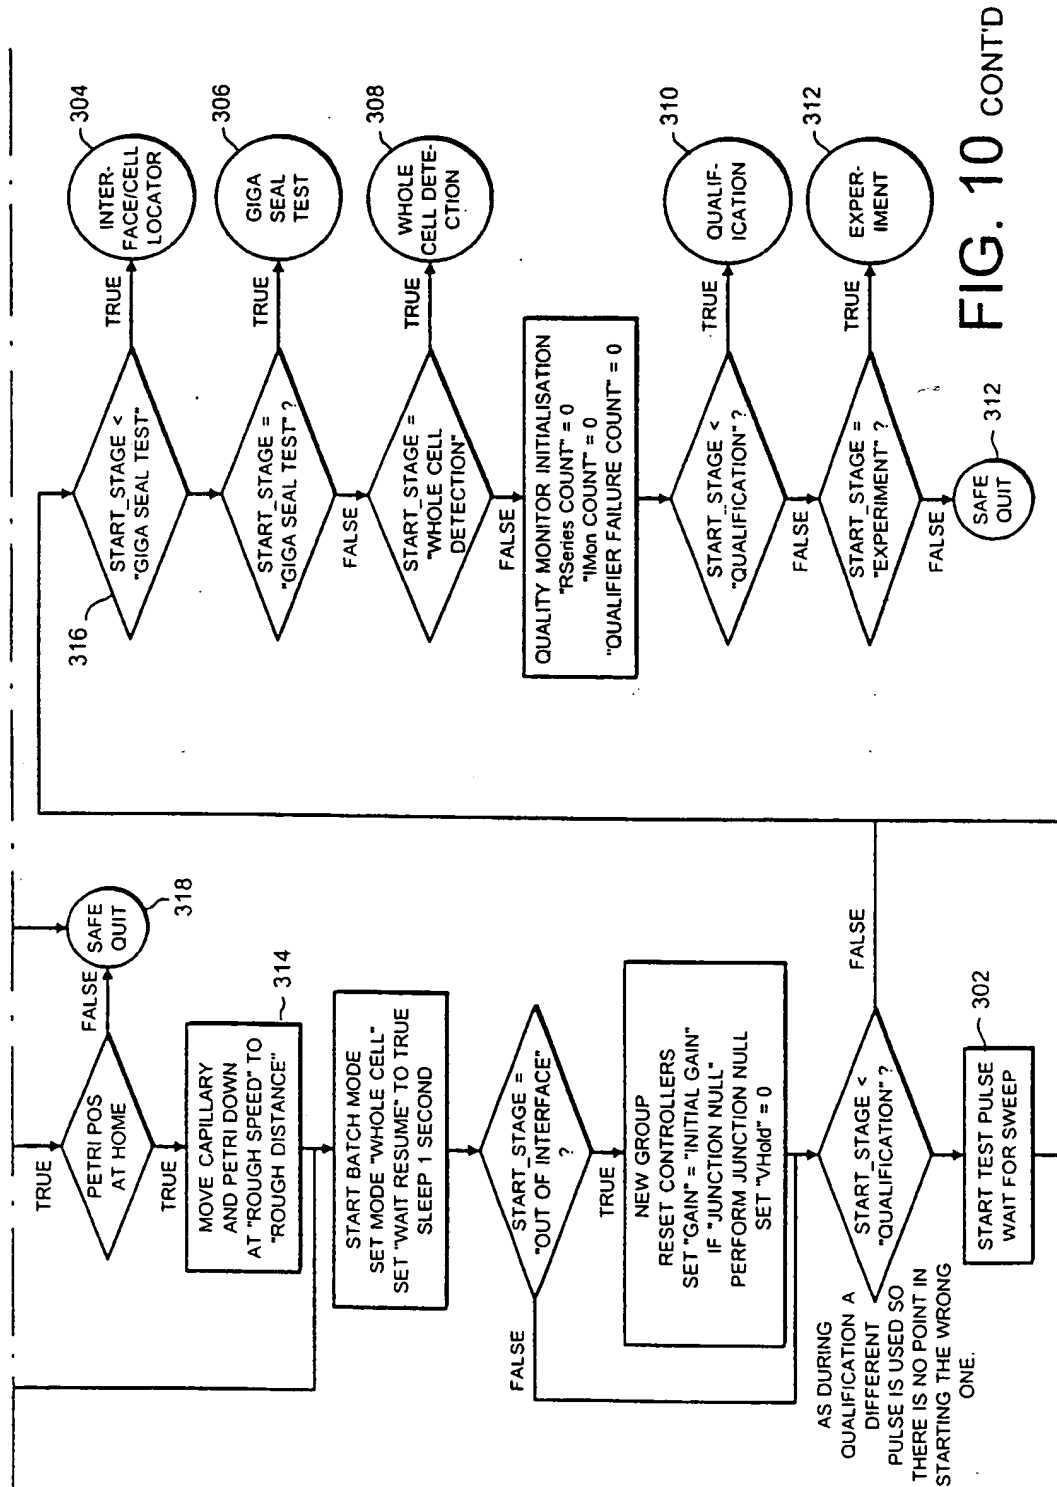 TRUE
PETRI POS
AT HOME
FALSE
SAFE
QUIT
318
TRUE
MOVE CAPILLARY
AND PETRI DOWN
AT "ROUGH SPEED" TO
"ROUGH DISTANCE"
314
START BATCH MODE
SET MODE "WHOLE CELL"
SET "WAIT RESUME" TO TRUE
SLEEP 1 SECOND
START_STAGE =
"OUT OF INTERFACE"
?
FALSE
TRUE
NEW GROUP
RESET CONTROLLERS
SET "GAIN" = "INITIAL GAIN"
IF "JUNCTION NULL"
PERFORM JUNCTION NULL
SET "VHold" = 0
AS DURING
QUALIFICATION A
DIFFERENT
PULSE IS USED SO
THERE IS NO POINT IN
STARTING THE WRONG
ONE.
START_STAGE <
"QUALIFICATION" ?
FALSE
START TEST PULSE
WAIT FOR SWEEP
302
316
START_STAGE <
"GIGA SEAL TEST"
TRUE
INTER-
FACE/CELL
LOCATOR
304
START_STAGE =
"GIGA SEAL TEST" ?
TRUE
GIGA
SEAL
TEST
306
FALSE
START_STAGE =
"WHOLE CELL
DETECTION"
TRUE
WHOLE
CELL DETE-
CTION
308
FALSE
QUALITY MONITOR INITIALISATION
"RSeries COUNT" = 0
"IMon COUNT" = 0
"QUALIFIER FAILURE COUNT" = 0
START_STAGE <
"QUALIFICATION" ?
TRUE
QUALIF-
ICATION
310
FALSE
START_STAGE =
"EXPERIMENT" ?
TRUE
EXPER-
IMENT
312
FALSE
SAFE
QUIT
312
FIG. 10 CONT'D